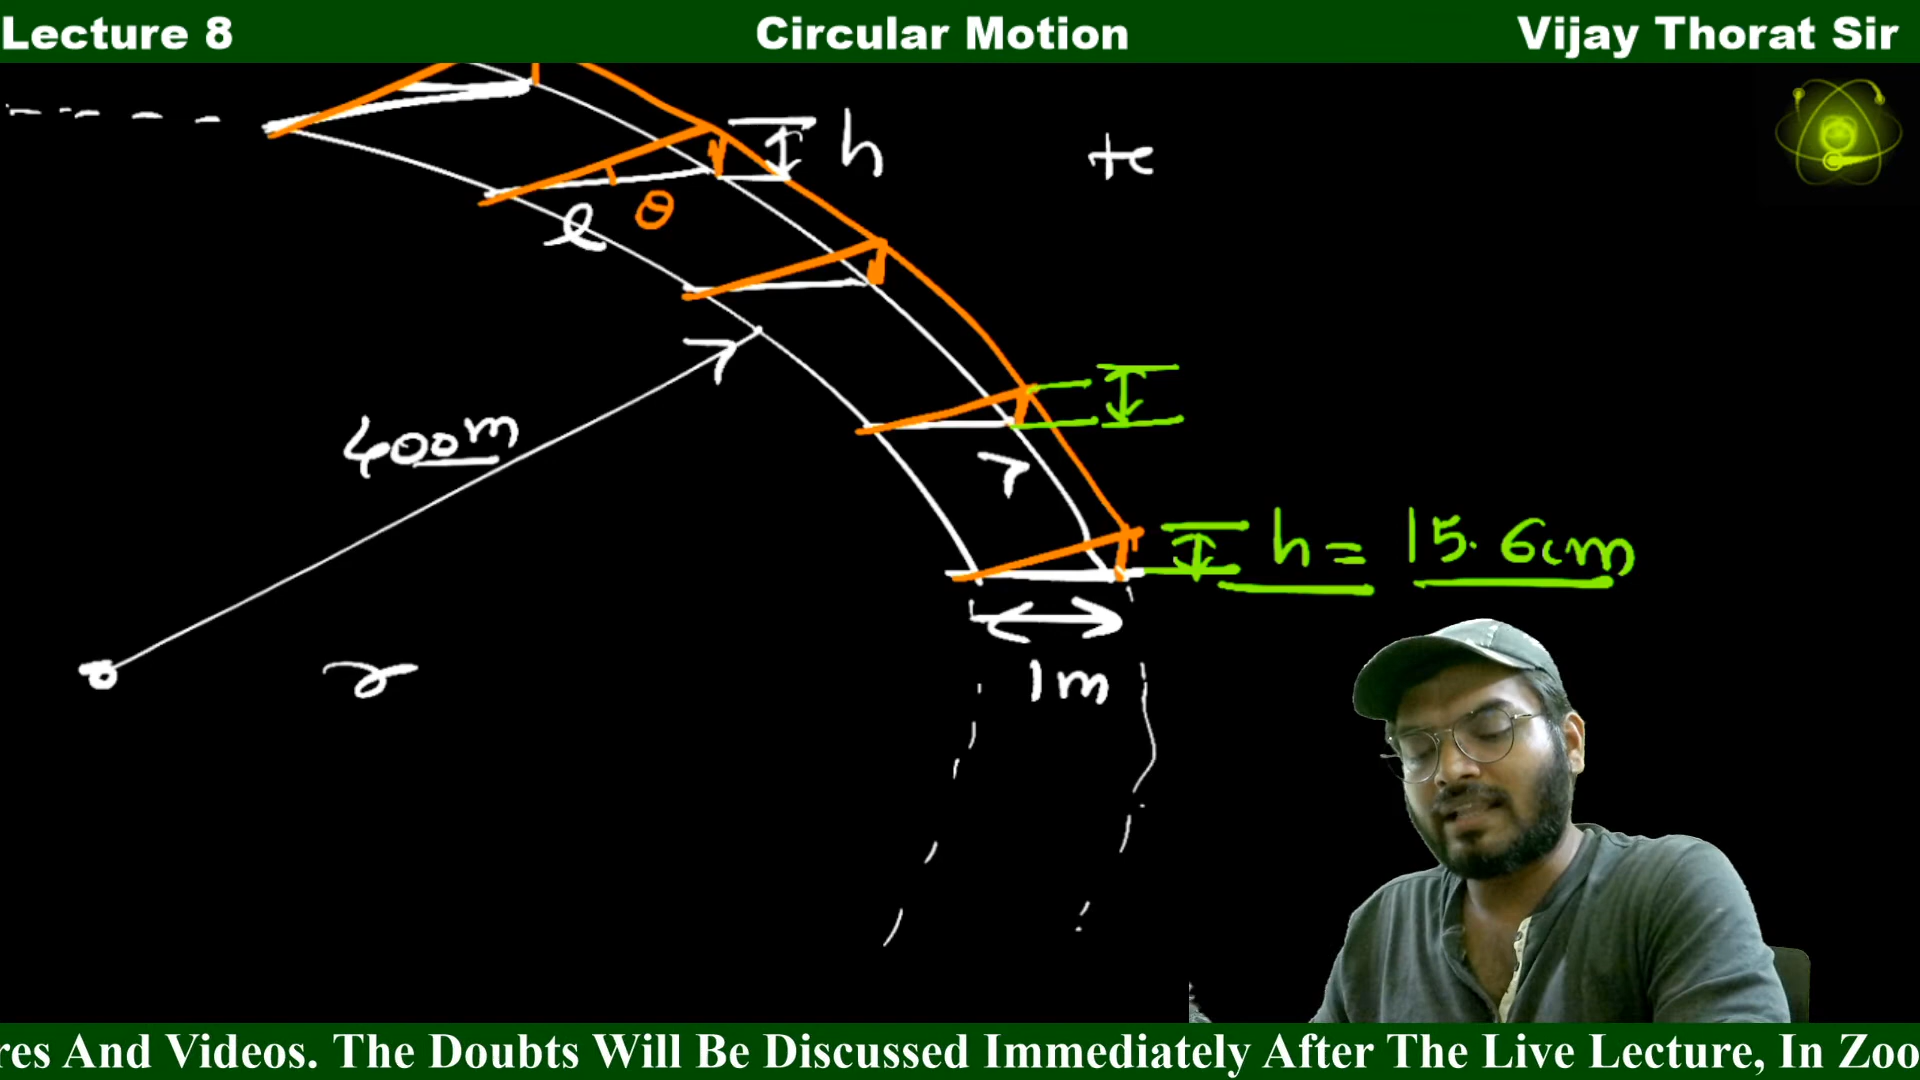 Lecture 8
Circular Motion
Vijay Thorat Sir
h
l θ
400m
h = 15.6cm
1m
r
res And Videos. The Doubts Will Be Discussed Immediately After The Live Lecture, In Zoo